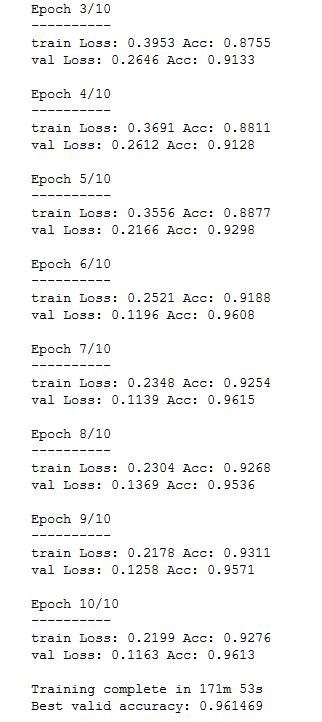 Epoch 3/10
----------
train Loss: 0.3953 Acc: 0.8755
val Loss: 0.2646 Acc: 0.9133
Epoch 4/10
----------
train Loss: 0.3691 Acc: 0.8811
val Loss: 0.2612 Acc: 0.9128
Epoch 5/10
----------
train Loss: 0.3556 Acc: 0.8877
val Loss: 0.2166 Acc: 0.9298
Epoch 6/10
----------
train Loss: 0.2521 Acc: 0.9188
val Loss: 0.1196 Acc: 0.9608
Epoch 7/10
----------
train Loss: 0.2348 Acc: 0.9254
val Loss: 0.1139 Acc: 0.9615
Epoch 8/10
----------
train Loss: 0.2304 Acc: 0.9268
val Loss: 0.1369 Acc: 0.9536
Epoch 9/10
----------
train Loss: 0.2178 Acc: 0.9311
val Loss: 0.1258 Acc: 0.9571
Epoch 10/10
----------
train Loss: 0.2199 Acc: 0.9276
val Loss: 0.1163 Acc: 0.9613
Training complete in 171m 53s
Best valid accuracy: 0.961469